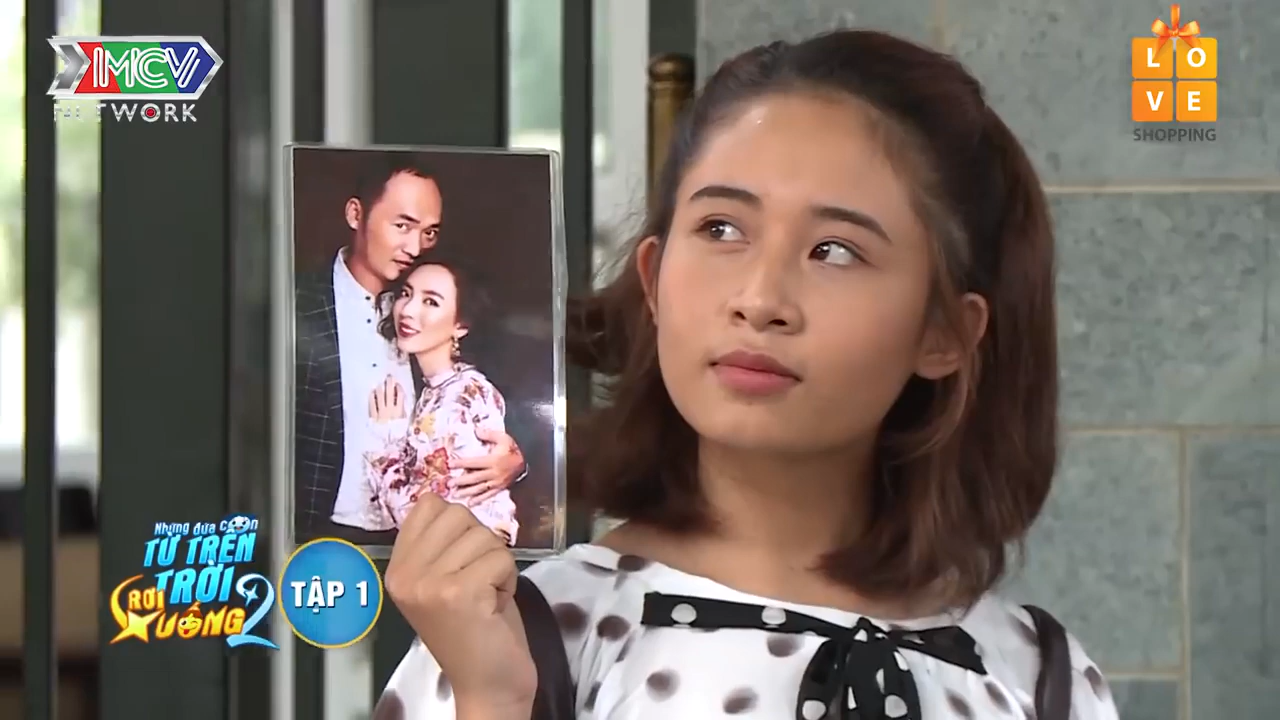 MCV
NETWORK
L O
V E
SHOPPING
Những đứa con
TỪ TRÊN
TRỜI
RƠI
XUỐNG 2
TẬP 1